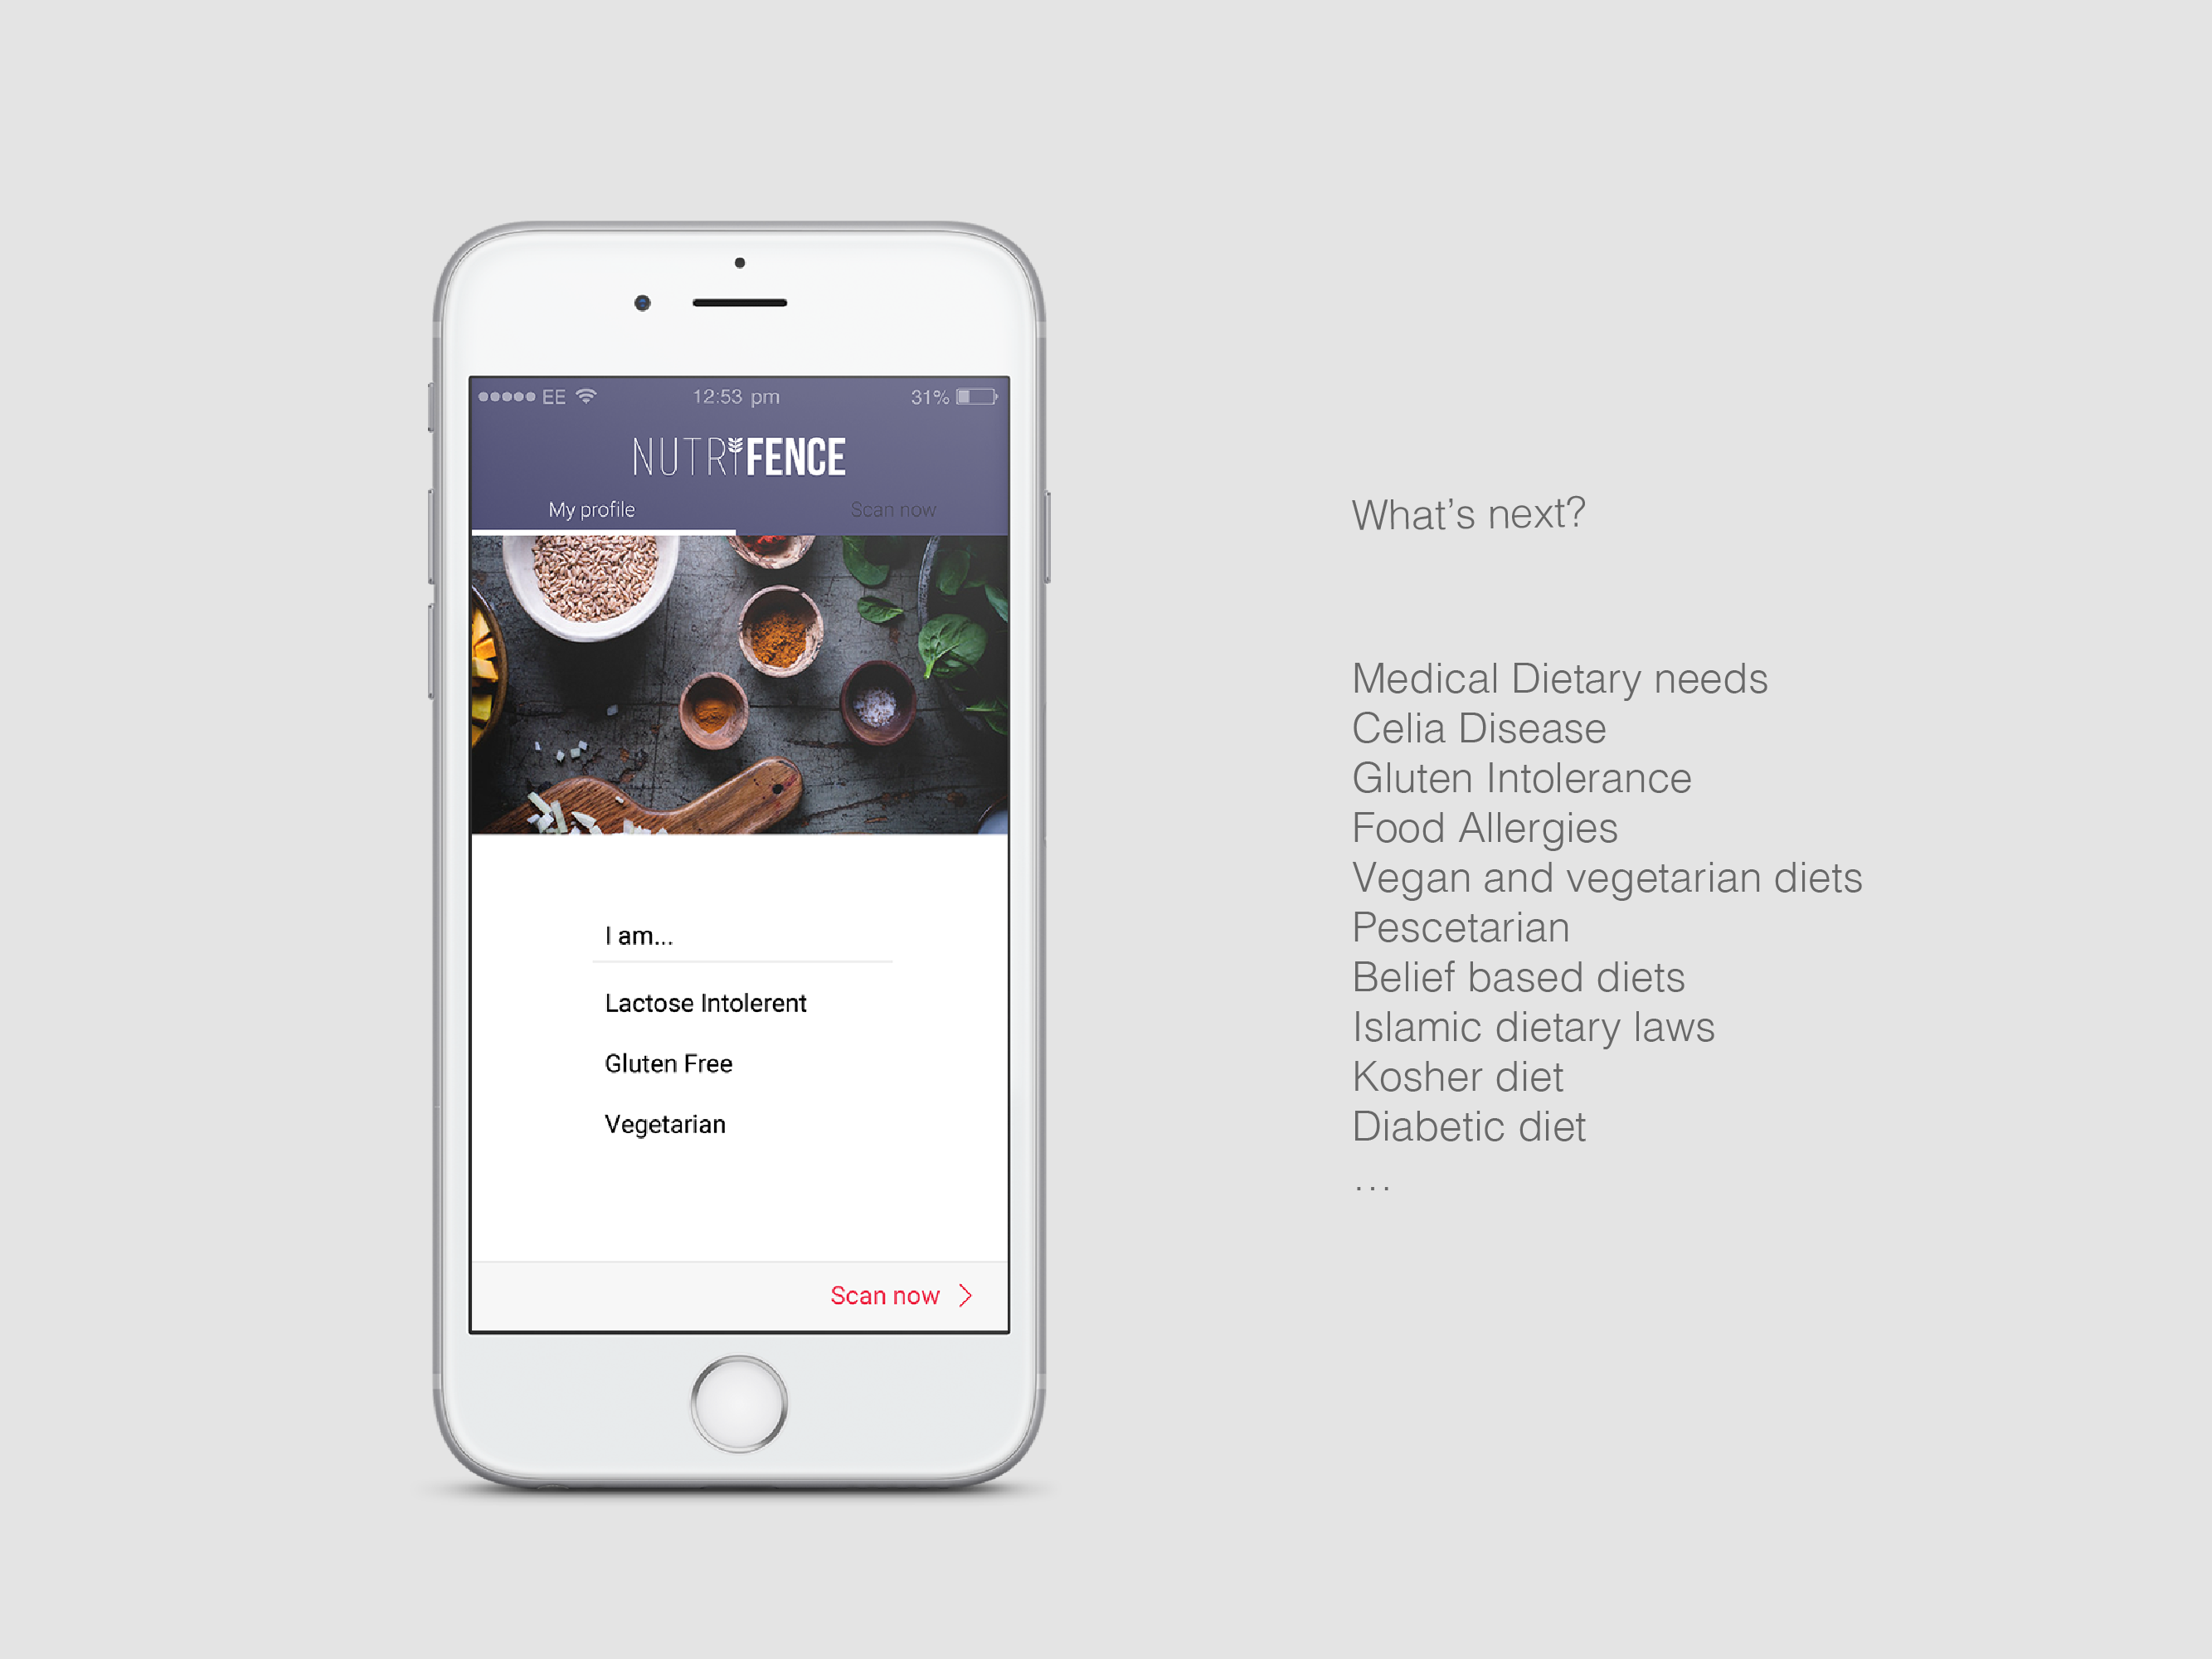 EE 12:53 pm 31%
NUTRIFENCE
My profile Scan now
I am...
Lactose Intolerent
Gluten Free
Vegetarian
Scan now
What’s next?
Medical Dietary needs
Celia Disease
Gluten Intolerance
Food Allergies
Vegan and vegetarian diets
Pescetarian
Belief based diets
Islamic dietary laws
Kosher diet
Diabetic diet
...